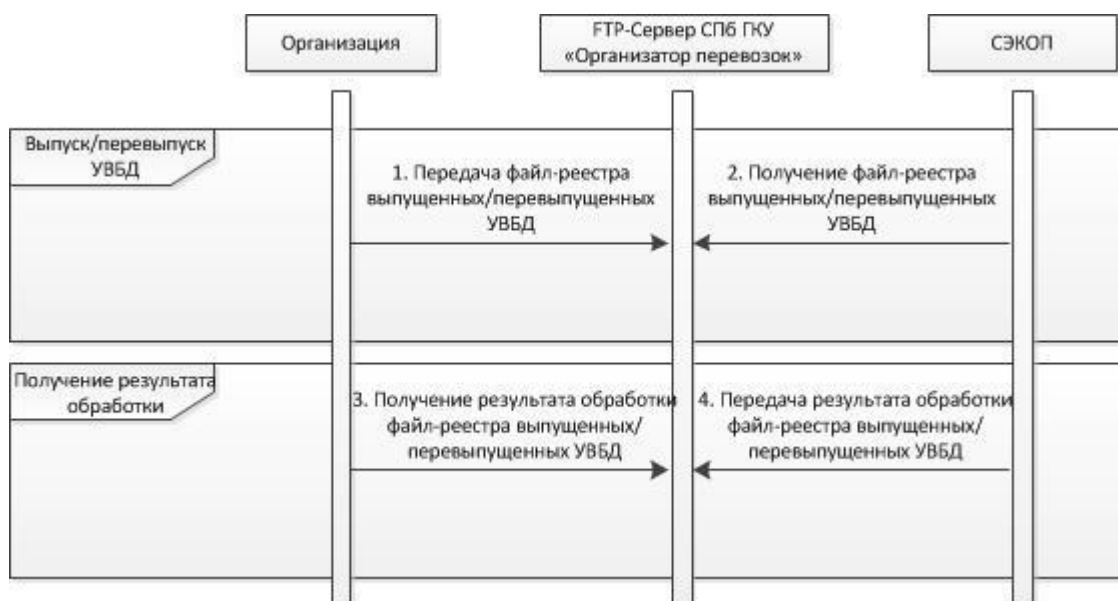 Организация
FTP-Сервер СПб ГКУ
«Организатор перевозок»
СЭКОП
Выпуск/перевыпуск
УВБД
1. Передача файл-реестра
выпущенных/перевыпущенных
УВБД
2. Получение файл-реестра
выпущенных/перевыпущенных
УВБД
Получение результата
обработки
3. Получение результата обработки
файл-реестра выпущенных/
перевыпущенных УВБД
4. Передача результата обработки
файл-реестра выпущенных/
перевыпущенных УВБД